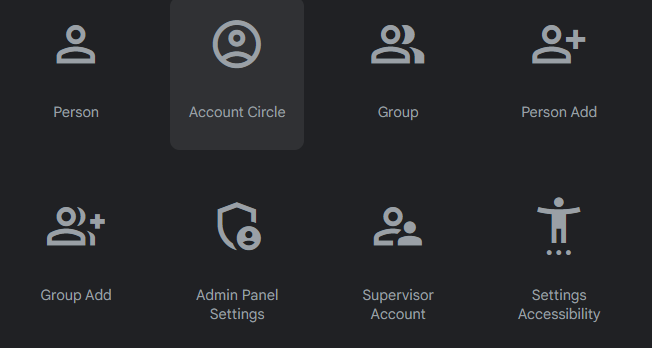 Person
Account Circle
Group
Person Add
Group Add
Admin Panel
Settings
Supervisor
Account
Settings
Accessibility